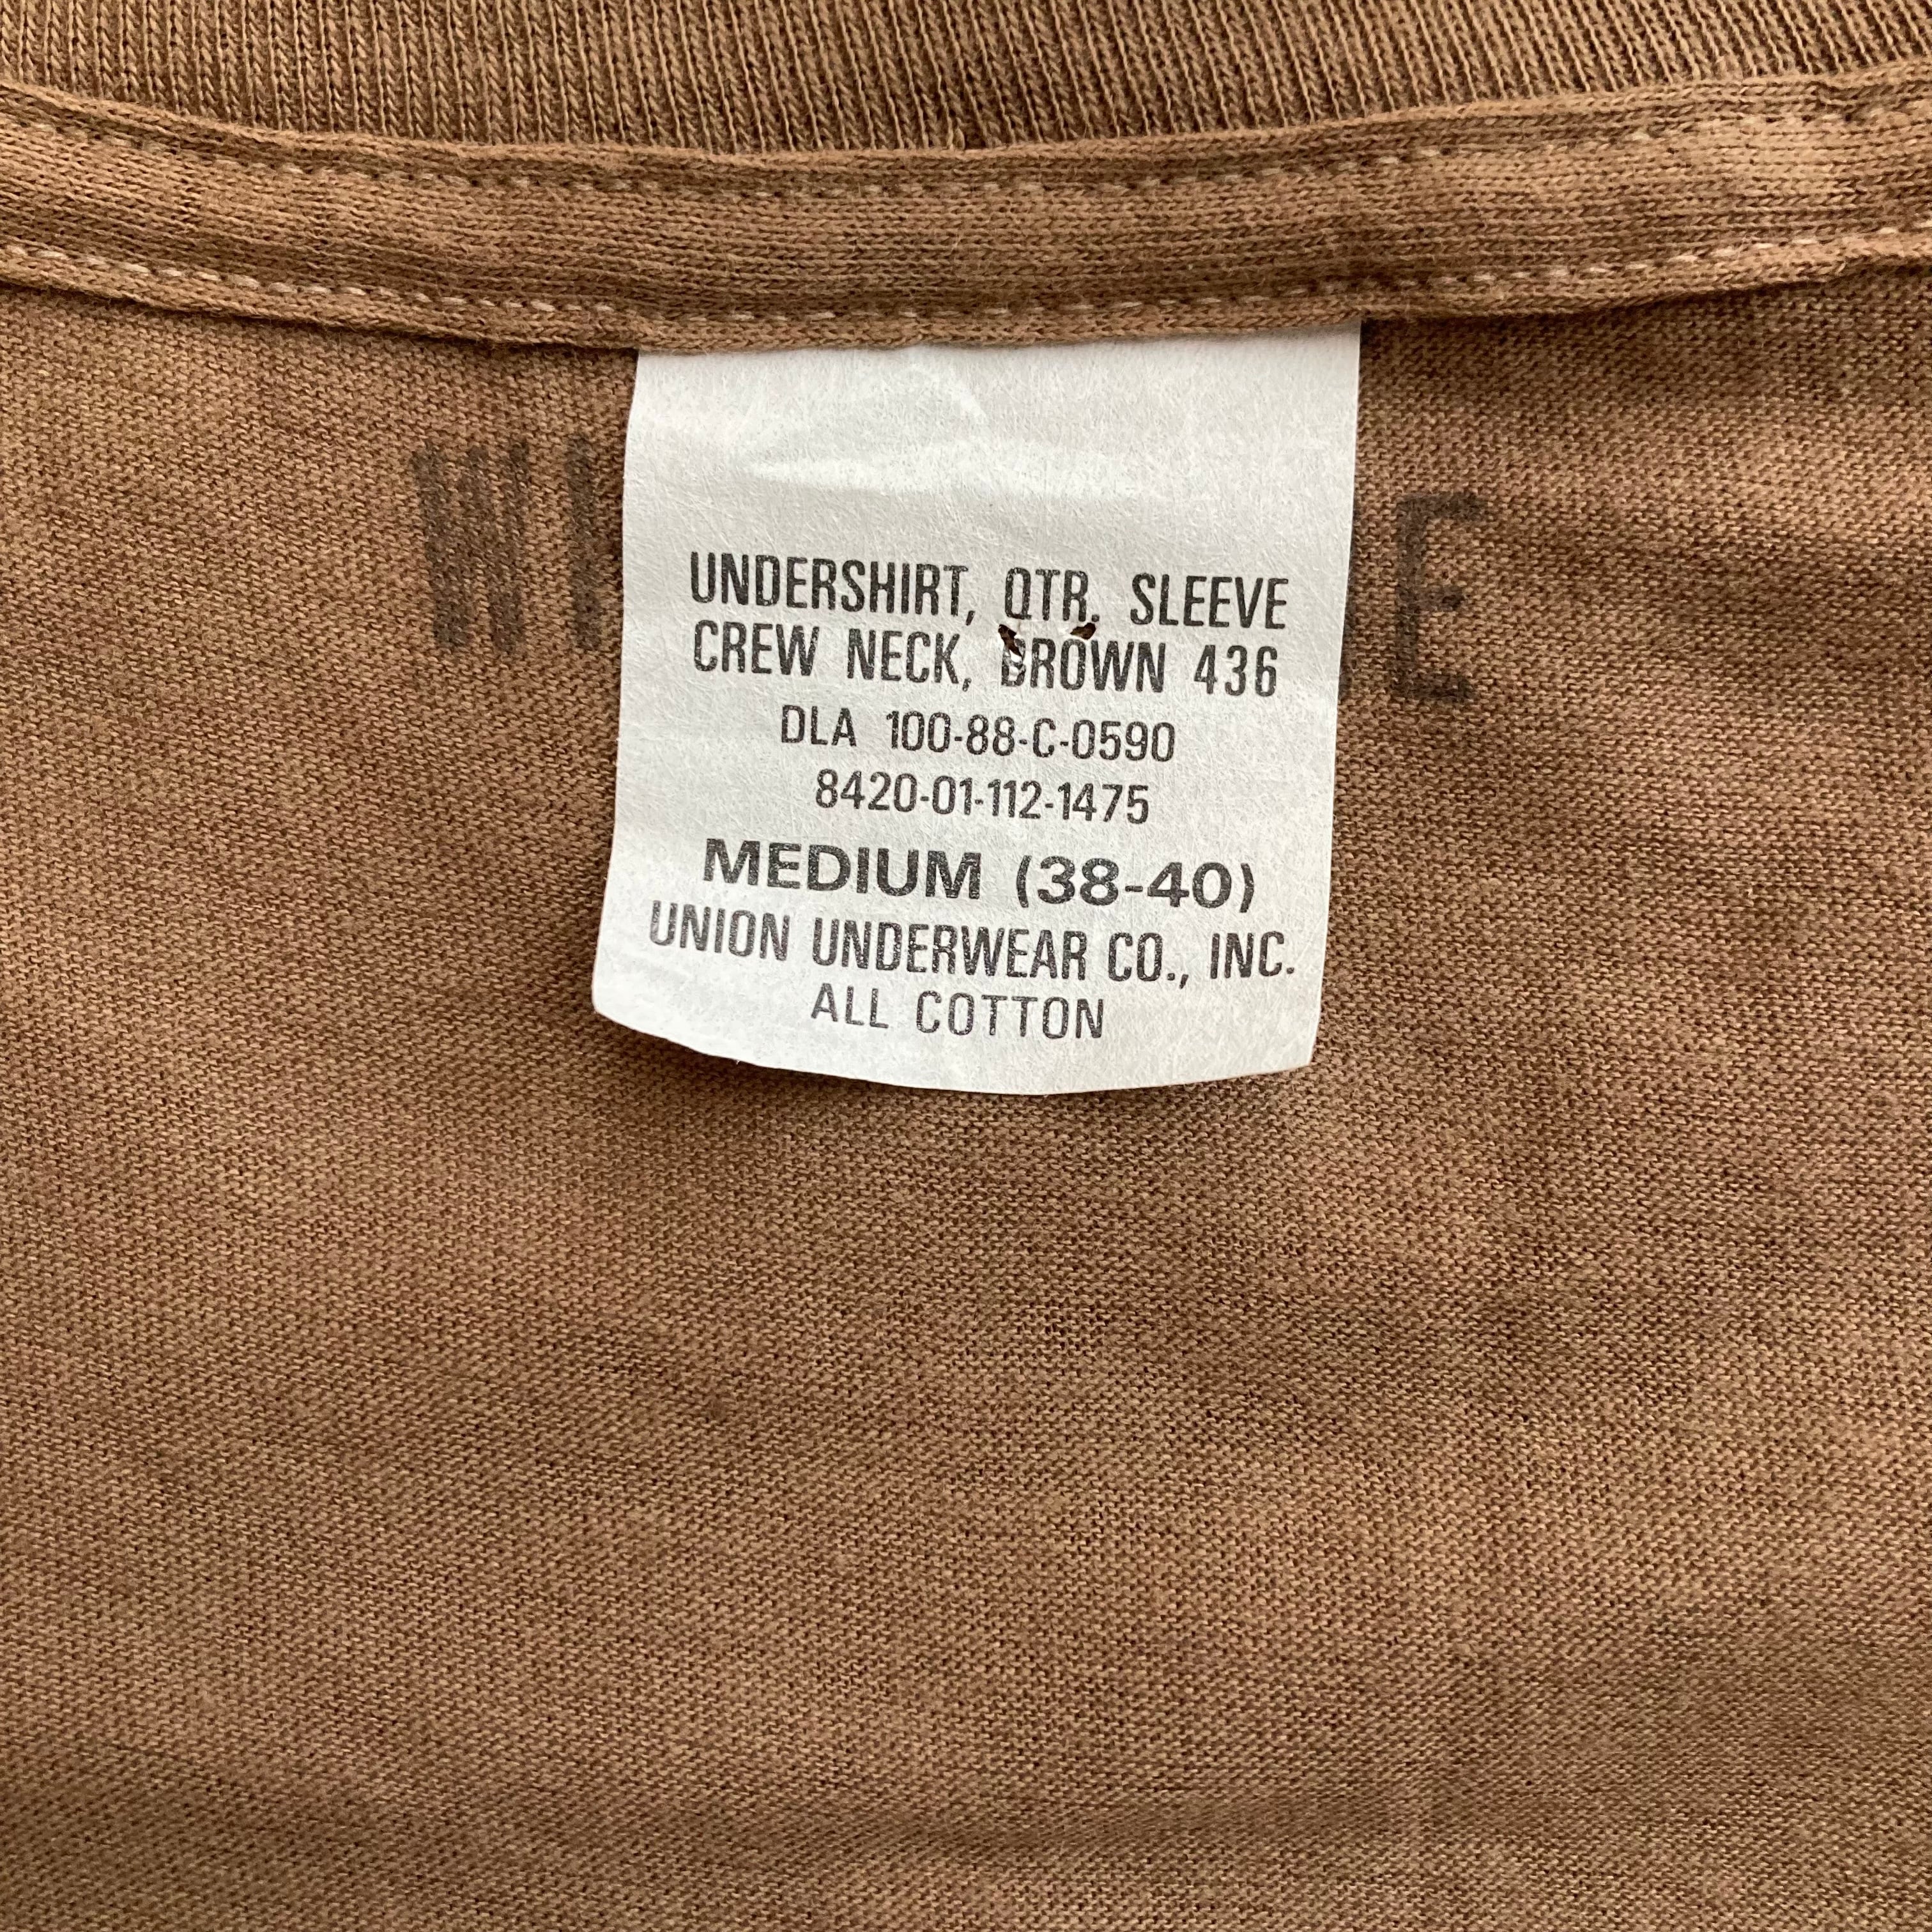 UNDERSHIRT, QTR. SLEEVE
CREW NECK, BROWN 436
DLA 100-88-C-0590
8420-01-112-1475
MEDIUM (38-40)
UNION UNDERWEAR CO., INC.
ALL COTTON